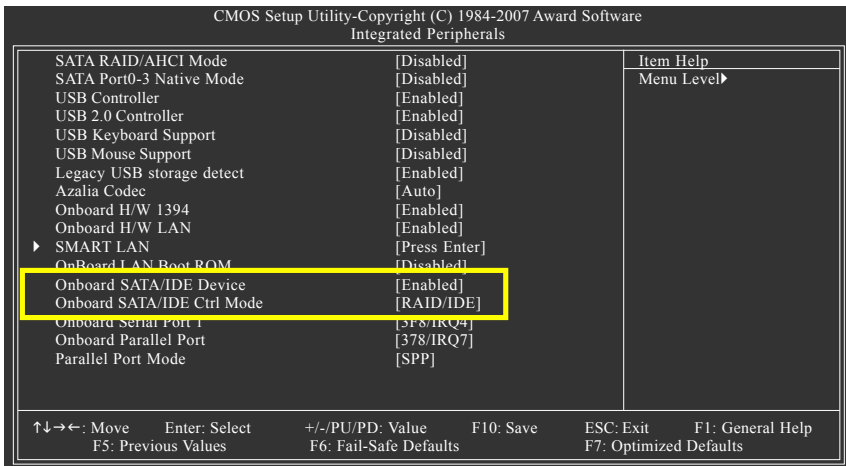 CMOS Setup Utility-Copyright (C) 1984-2007 Award Software
Integrated Peripherals
SATA RAID/AHCI Mode [Disabled] Item Help
SATA Port0-3 Native Mode [Disabled] Menu Level▶
USB Controller [Enabled]
USB 2.0 Controller [Enabled]
USB Keyboard Support [Disabled]
USB Mouse Support [Disabled]
Legacy USB storage detect [Enabled]
Azalia Codec [Auto]
Onboard H/W 1394 [Enabled]
Onboard H/W LAN [Enabled]
▶ SMART LAN [Press Enter]
OnBoard LAN Boot ROM [Disabled]
Onboard SATA/IDE Device [Enabled]
Onboard SATA/IDE Ctrl Mode [RAID/IDE]
Onboard Serial Port 1 [3F8/IRQ4]
Onboard Parallel Port [378/IRQ7]
Parallel Port Mode [SPP]
↑↓→←: Move Enter: Select +/-/PU/PD: Value F10: Save ESC: Exit F1: General Help
F5: Previous Values F6: Fail-Safe Defaults F7: Optimized Defaults